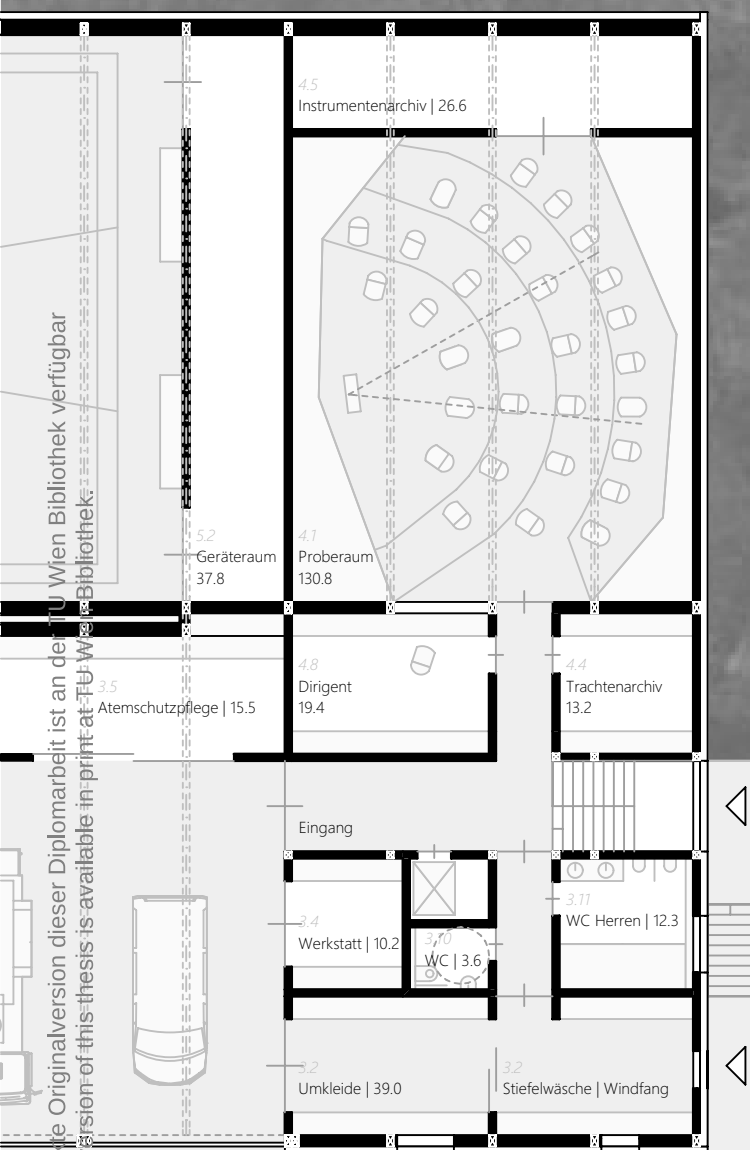 4.5
Instrumentenarchiv | 26.6
5.2
Geräteraum
37.8
4.1
Proberaum
130.8
3.5
Atemschutzpflege | 15.5
4.8
Dirigent
19.4
4.4
Trachtenarchiv
13.2
Eingang
3.4
Werkstatt | 10.2
3.10
WC | 3.6
3.11
WC Herren | 12.3
3.2
Umkleide | 39.0
3.2
Stiefelwäsche | Windfang
te Originalversion dieser Diplomarbeit ist an der TU Wien Bibliothek verfügbar
ersion of this thesis is available in print at TU Wien Bibliothek.